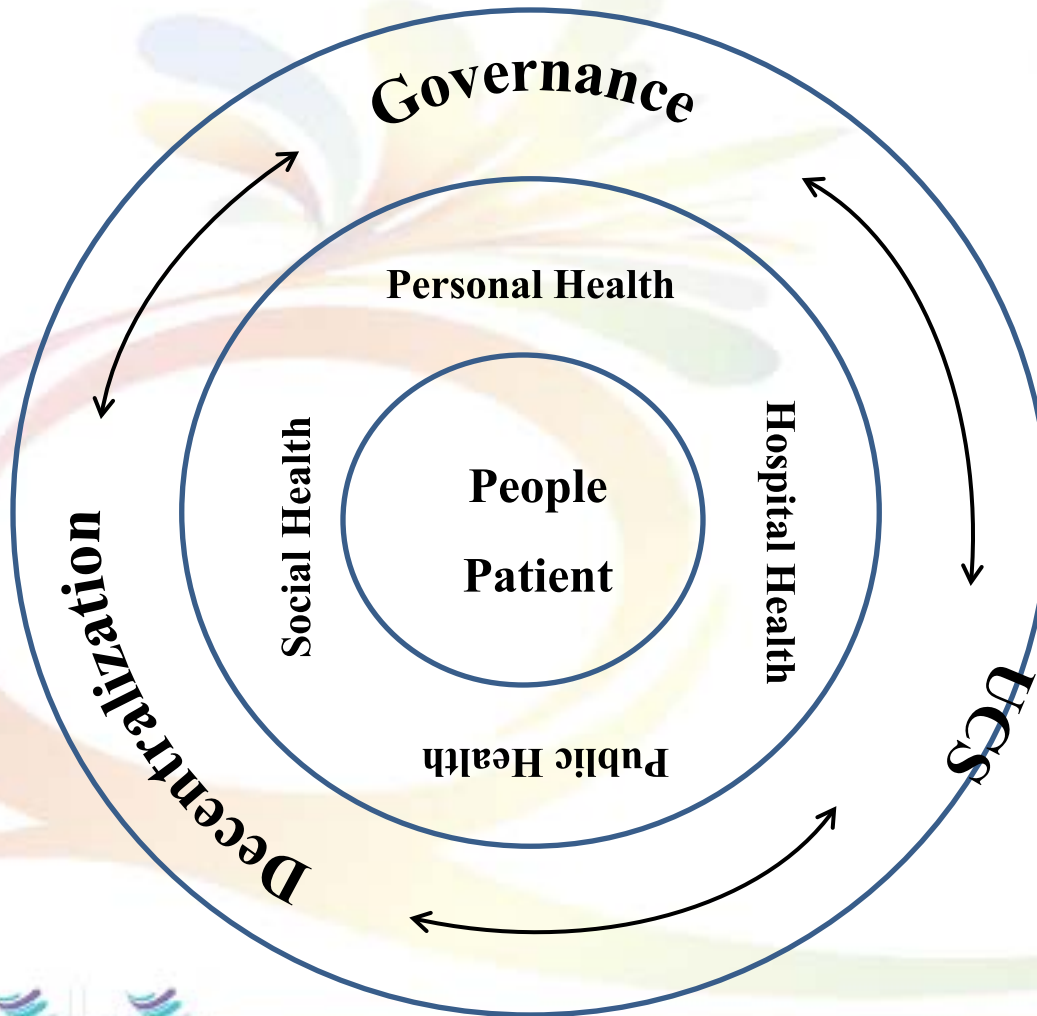 Governance
Personal Health
Social Health
Hospital Health
People
Patient
Public Health
Decentralization
UCS